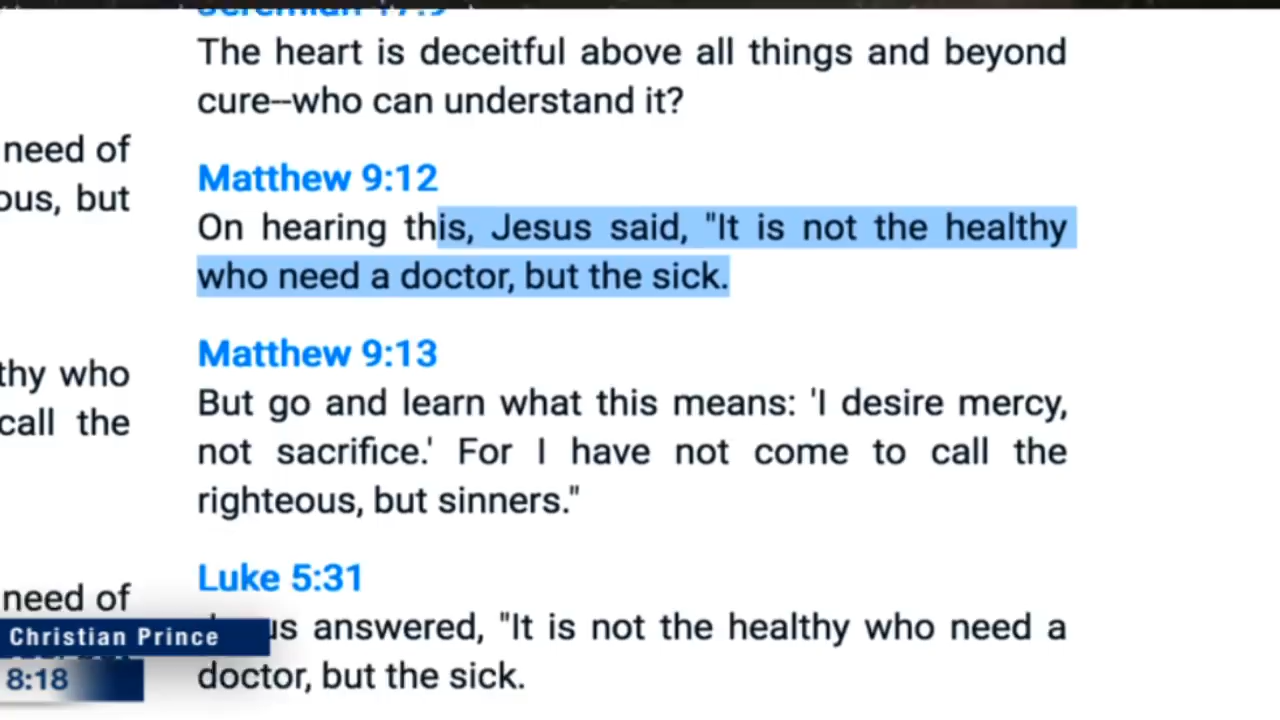 Jeremiah 17:9
The heart is deceitful above all things and beyond
cure--who can understand it?
Matthew 9:12
On hearing this, Jesus said, "It is not the healthy
who need a doctor, but the sick.
Matthew 9:13
But go and learn what this means: 'I desire mercy,
not sacrifice.' For I have not come to call the
righteous, but sinners."
Luke 5:31
us answered, "It is not the healthy who need a
doctor, but the sick.
need of
ous, but
thy who
call the
need of
Christian Prince
8:18